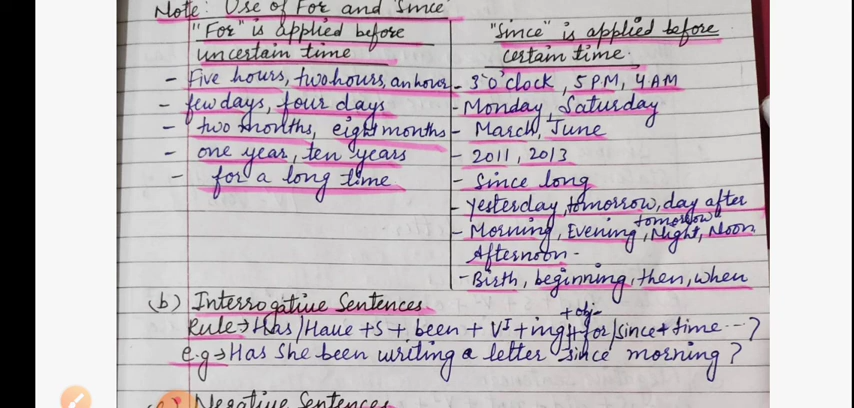 Note: Use of For and Since
"For" is applied before
uncertain time
- Five hours, two hours, an hour
- few days, four days
- two months, eight months
- one year, ten years
- for a long time
"Since" is applied before
certain time.
- 3 'O' clock, 5 PM, 4 AM
- Monday, Saturday
- March, June
- 2011, 2013
- Since long
- Yesterday, tomorrow, day after
tomorrow
- Morning, Evening, Night, Noon
Afternoon.
- Birth, beginning, then, when
(b) Interrogative Sentences
+ obj
Rule → Has/Have + S + been + V I + ing + for/since + time ...?
e.g → Has she been writing a letter since morning?
(c) Negative Sentences